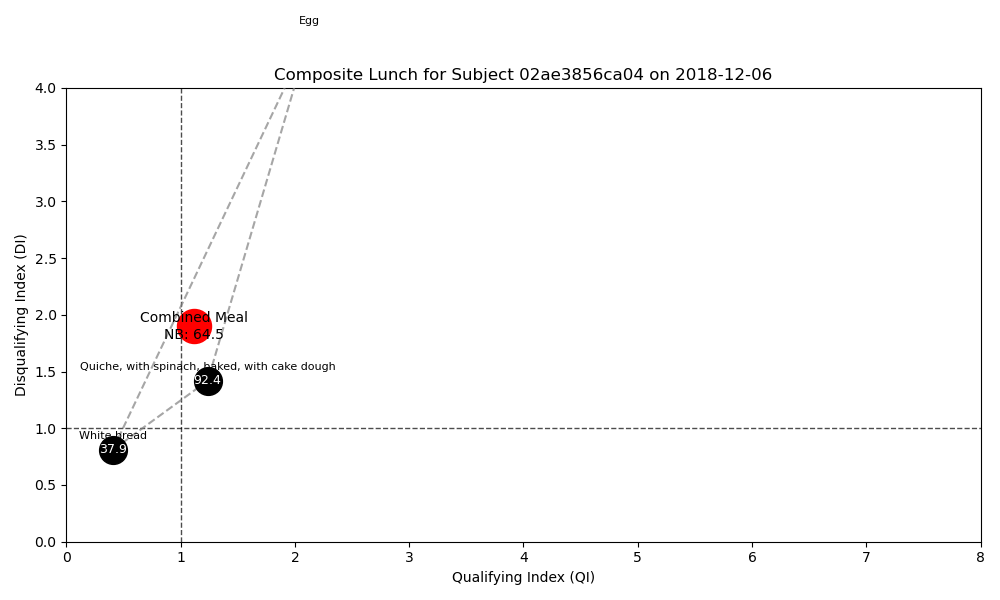 Egg
Composite Lunch for Subject 02ae3856ca04 on 2018-12-06
4.0
3.5
3.0
2.5
2.0
1.5
1.0
0.5
0.0
Disqualifying Index (DI)
Combined Meal
NB: 64.5
Quiche, with spinach, baked, with cake dough
92.4
White bread
37.9
0 1 2 3 4 5 6 7 8
Qualifying Index (QI)